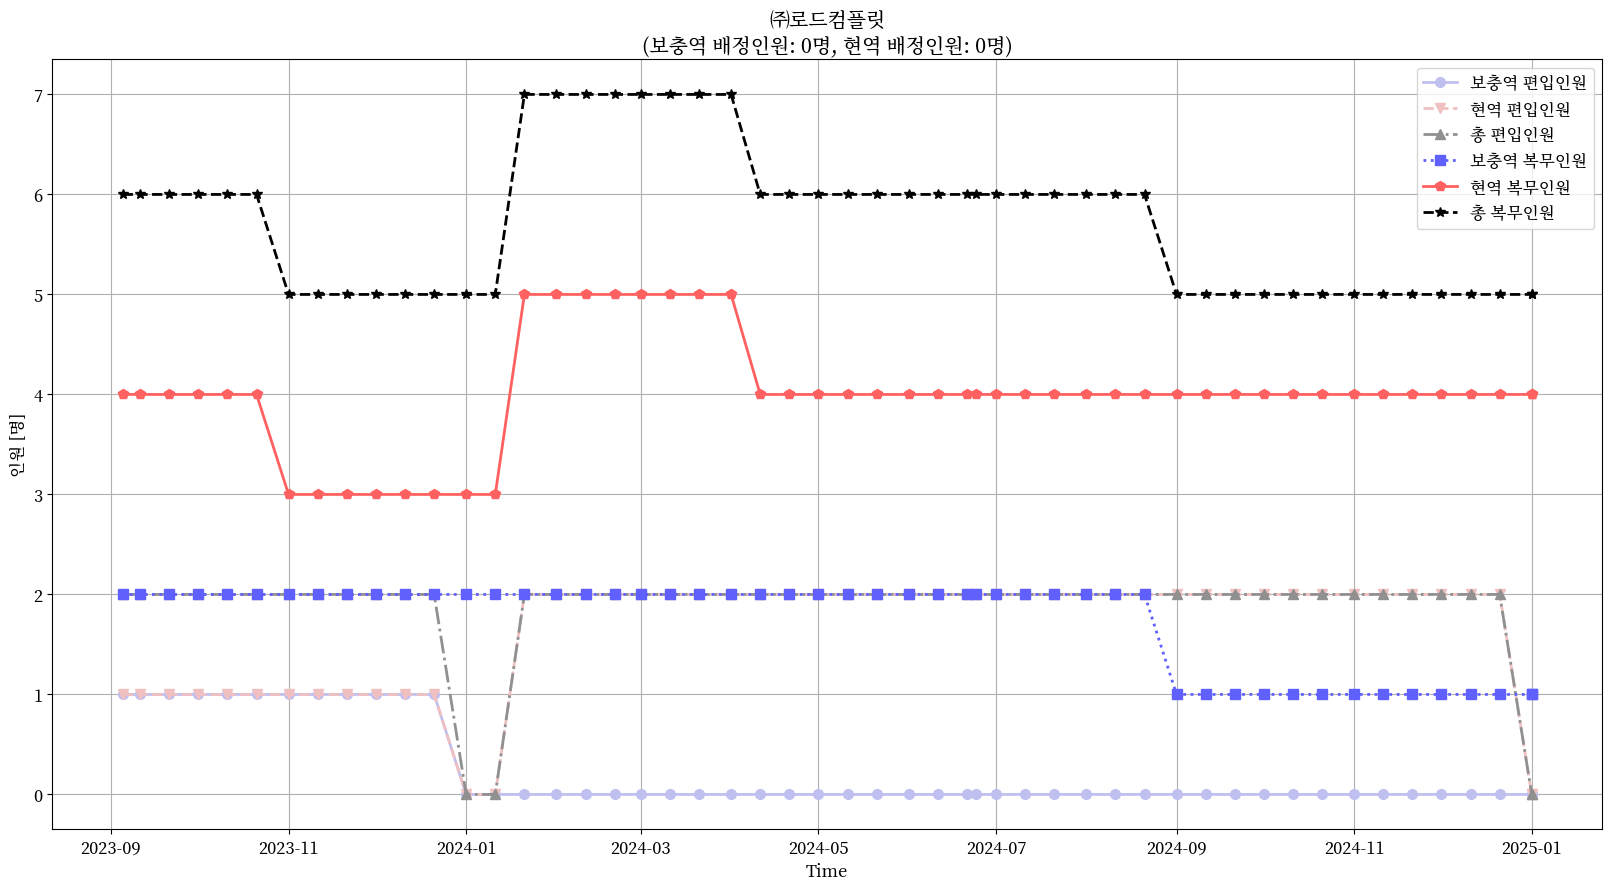 ㈜로드컴플릿
(보충역 배정인원: 0명, 현역 배정인원: 0명)
보충역 편입인원
현역 편입인원
총 편입인원
보충역 복무인원
현역 복무인원
총 복무인원
인원 [명]
7
6
5
4
3
2
1
0
2023-09
2023-11
2024-01
2024-03
2024-05
2024-07
2024-09
2024-11
2025-01
Time